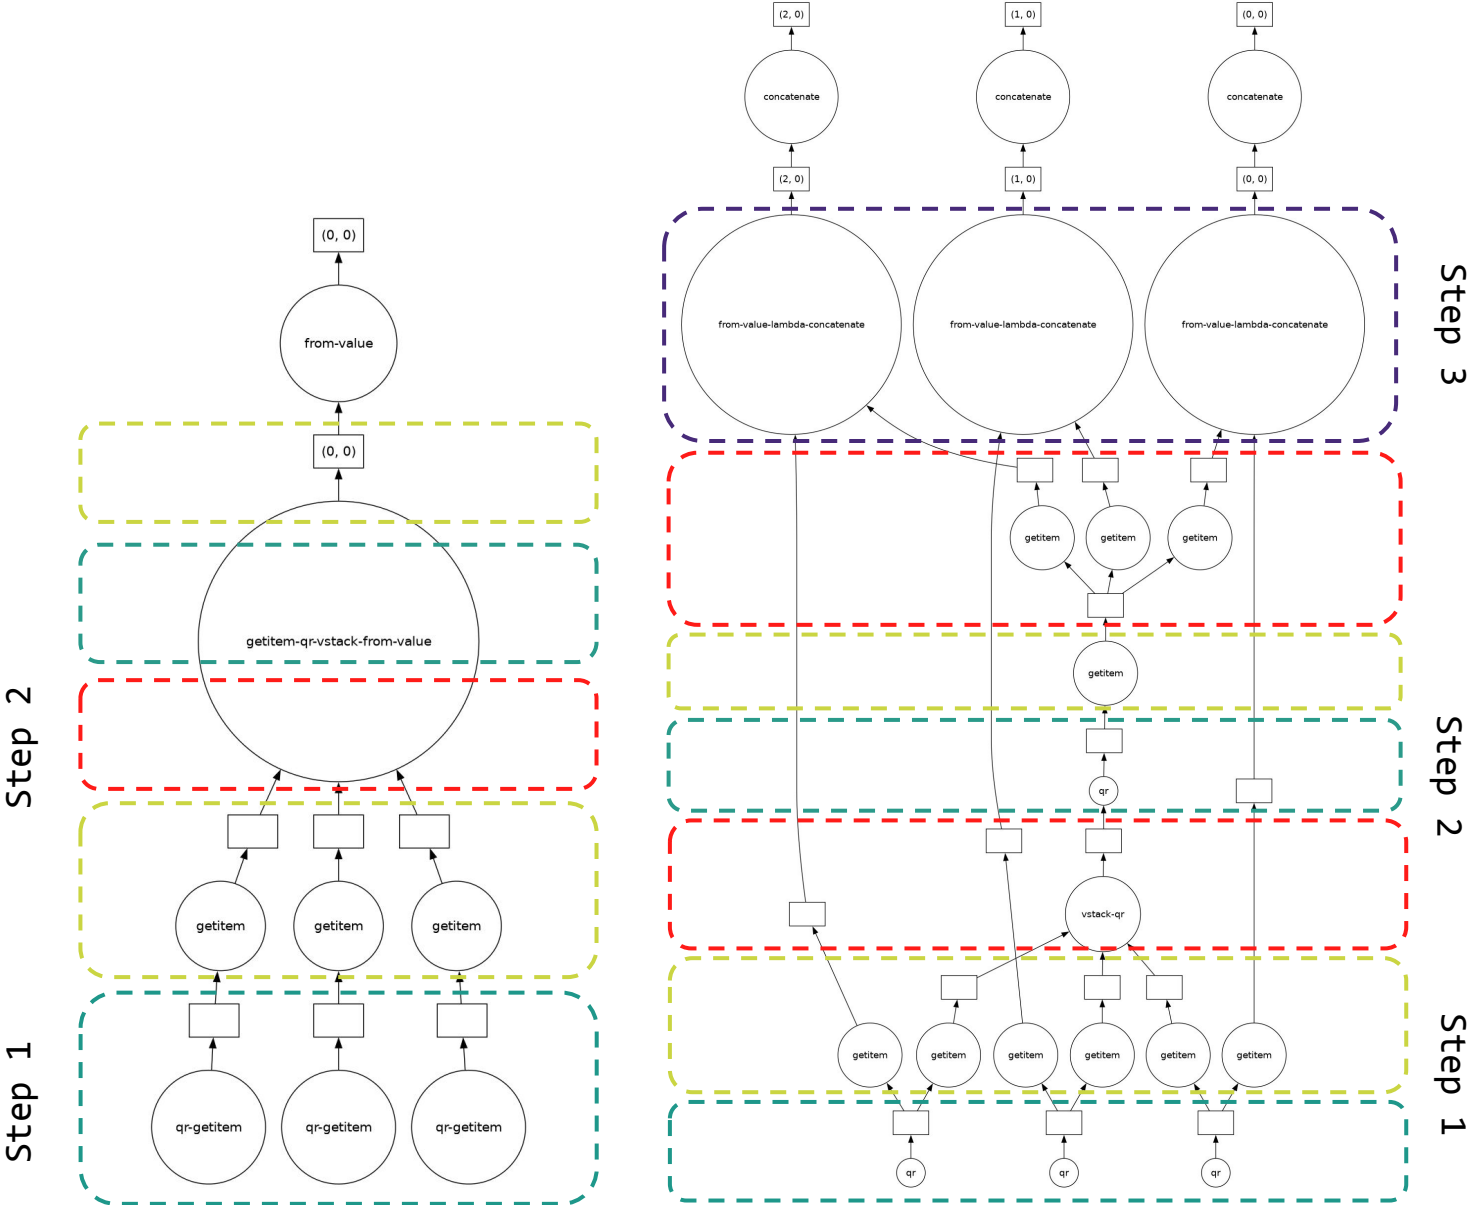 (0, 0)
from-value
(0, 0)
getitem-qr-vstack-from-value
getitem getitem getitem
qr-getitem qr-getitem qr-getitem
Step 2
Step 1
(2, 0) (1, 0) (0, 0)
concatenate concatenate concatenate
(2, 0) (1, 0) (0, 0)
from-value-lambda-concatenate from-value-lambda-concatenate from-value-lambda-concatenate
getitem getitem getitem
getitem
qr
vstack-qr
getitem getitem getitem getitem getitem getitem
qr qr qr
Step 3
Step 2
Step 1